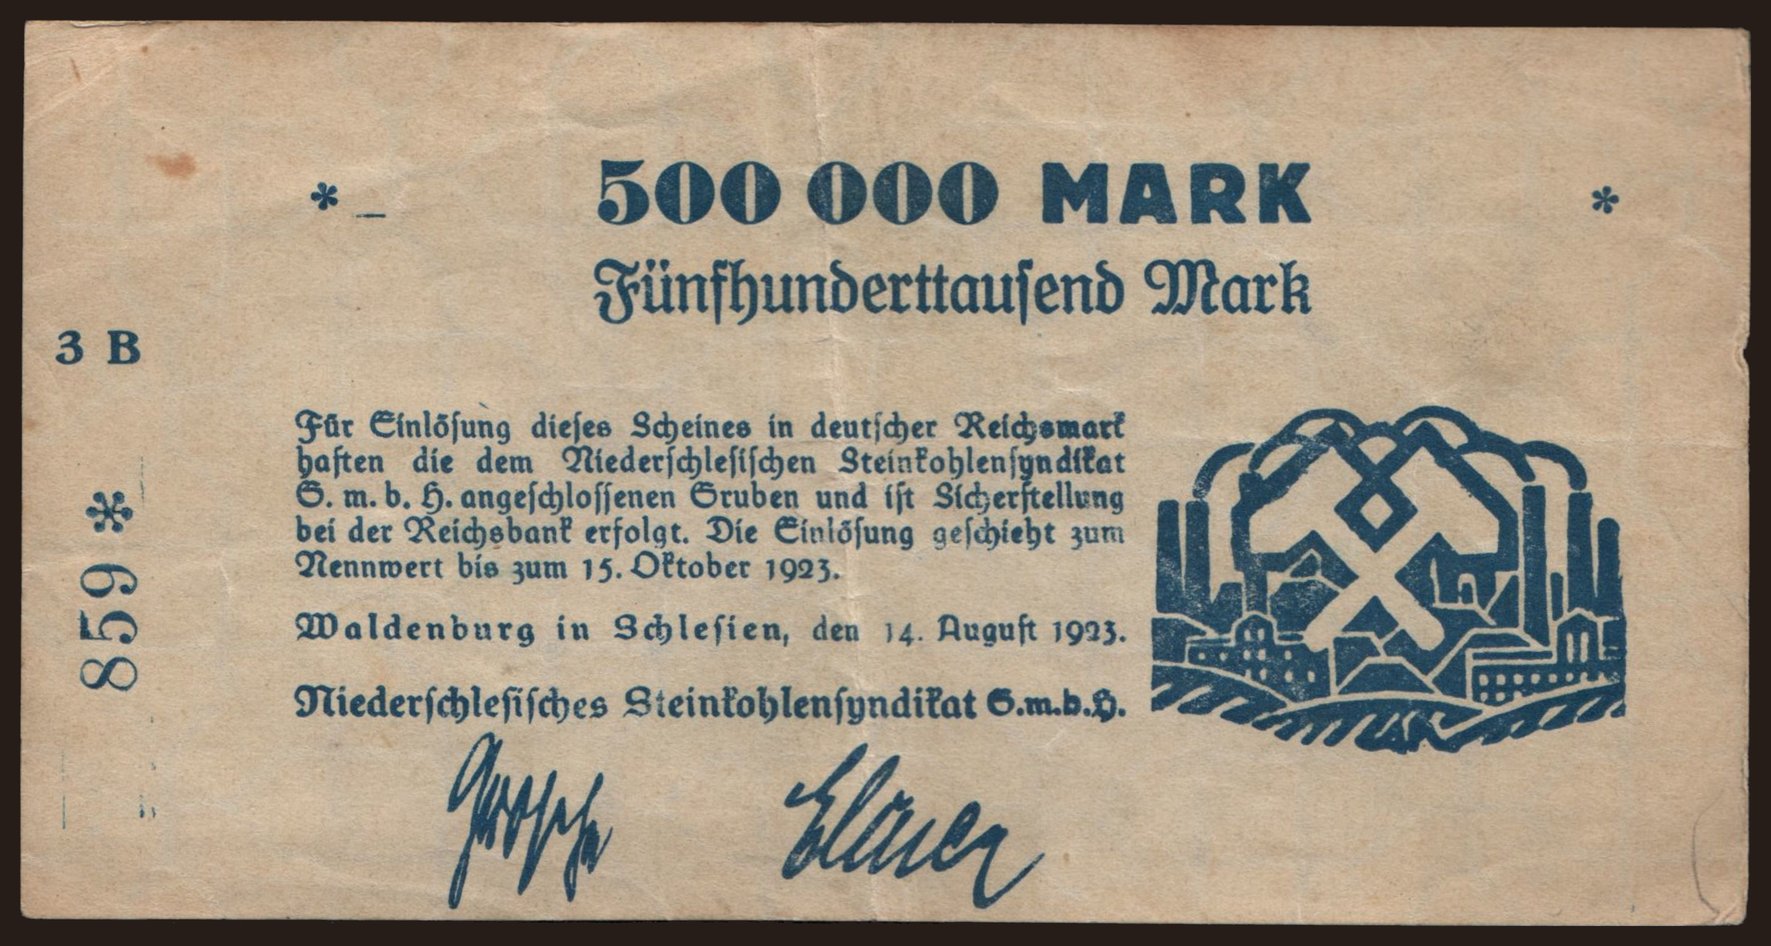 * _ 500 000 MARK *
Fünfhunderttausend Mark
3 B
859 *
Für Einlösung dieses Scheines in deutscher Reichsmark
haften die dem Niederschlesischen Steinkohlensyndikat
G. m. b. H. angeschlossenen Gruben und ist Sicherstellung
bei der Reichsbank erfolgt. Die Einlösung geschieht zum
Nennwert bis zum 15. Oktober 1923.
Waldenburg in Schlesien, den 14. August 1923.
Niederschlesisches Steinkohlensyndikat G.m.b.H.